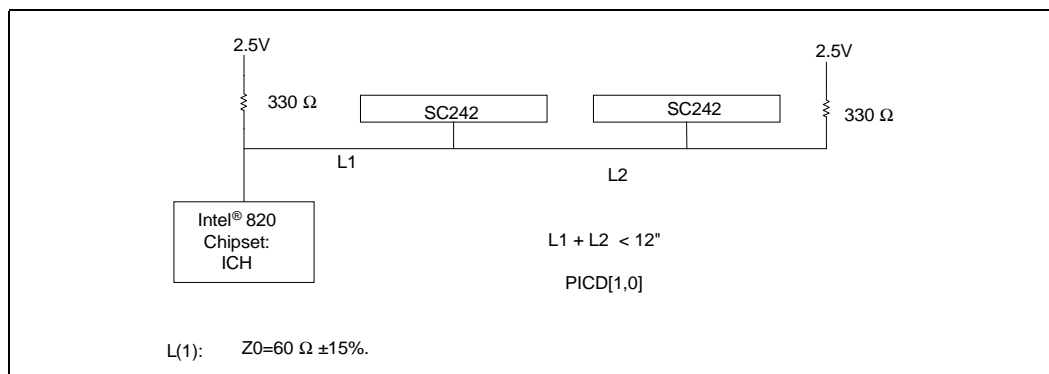 2.5V
2.5V
330 Ω
SC242
SC242
330 Ω
L1
L2
Intel® 820
Chipset:
ICH
L1 + L2 < 12"
PICD[1,0]
L(1): Z0=60 Ω ±15%.